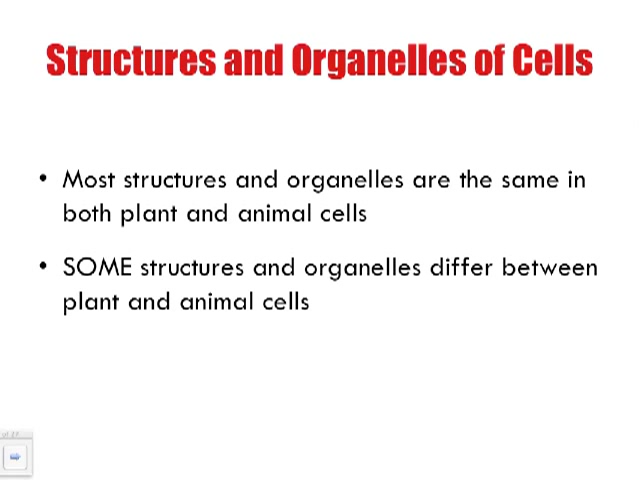 Structures and Organelles of Cells
• Most structures and organelles are the same in
both plant and animal cells
• SOME structures and organelles differ between
plant and animal cells